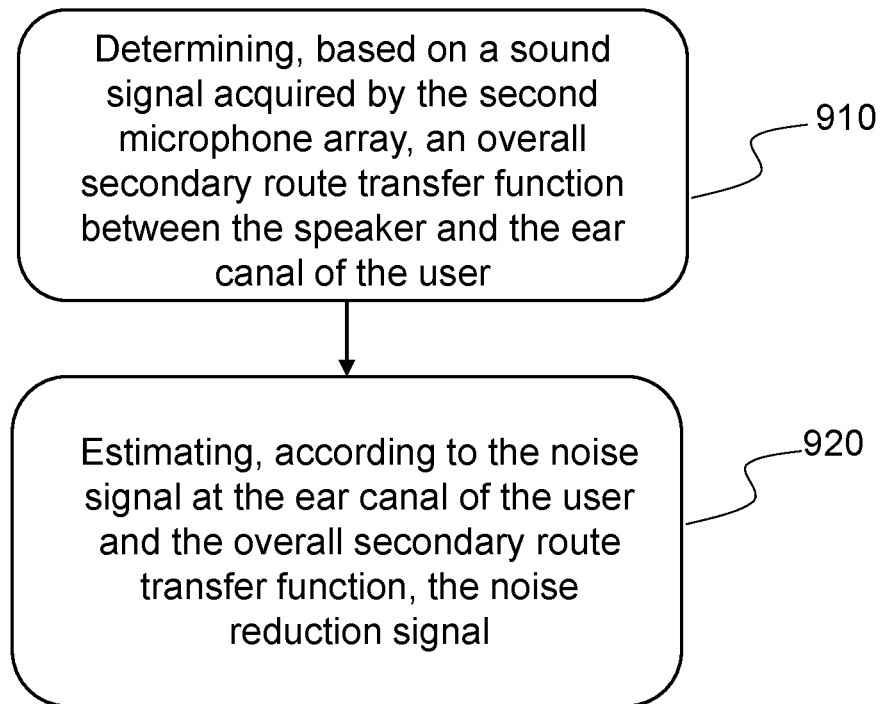 Determining, based on a sound
signal acquired by the second
microphone array, an overall
secondary route transfer function
between the speaker and the ear
canal of the user
910
Estimating, according to the noise
signal at the ear canal of the user
and the overall secondary route
transfer function, the noise
reduction signal
920